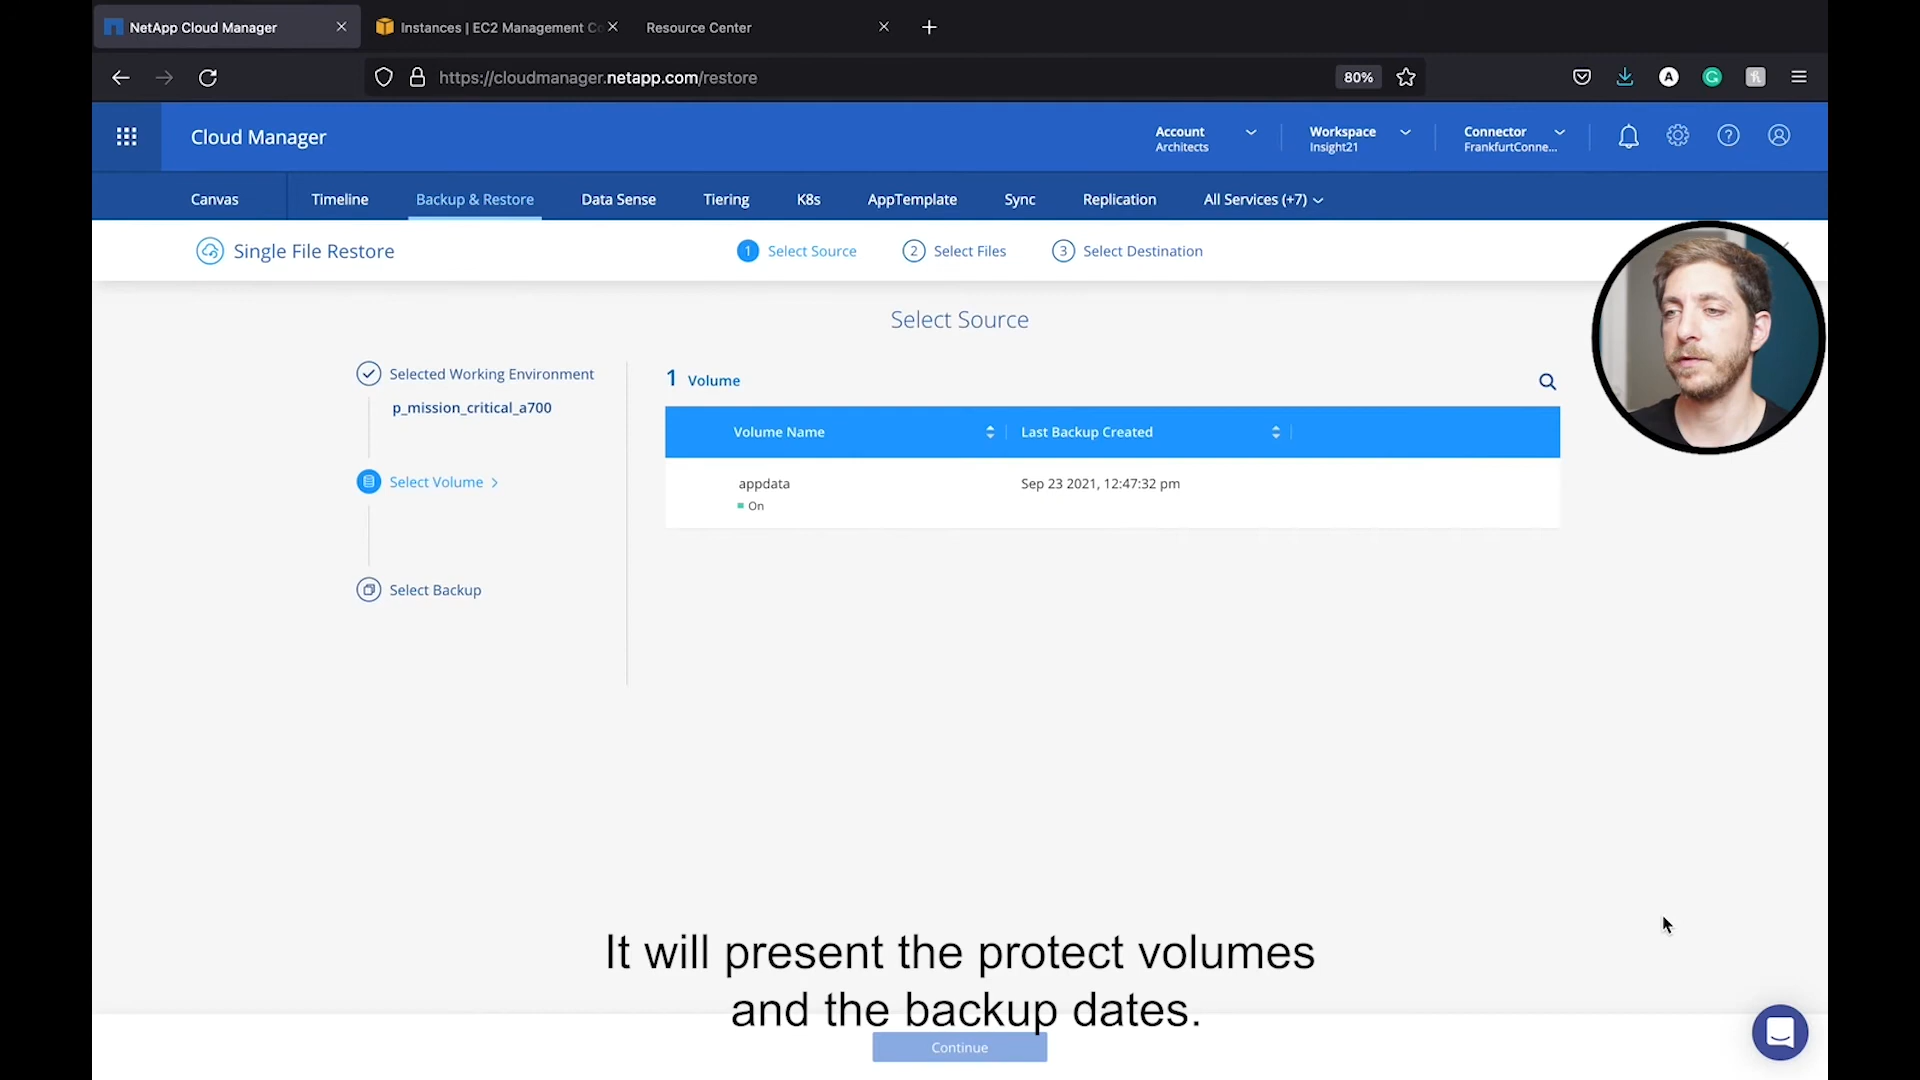 NetApp Cloud Manager
Instances | EC2 Management Co
Resource Center
https://cloudmanager.netapp.com/restore
80%
Cloud Manager
Account
Architects
Workspace
Insight21
Connector
FrankfurtConne...
Canvas
Timeline
Backup & Restore
Data Sense
Tiering
K8s
AppTemplate
Sync
Replication
All Services (+7)
Single File Restore
1 Select Source
2 Select Files
3 Select Destination
Select Source
Selected Working Environment
p_mission_critical_a700
Select Volume
Select Backup
1 Volume
Volume Name
Last Backup Created
appdata
On
Sep 23 2021, 12:47:32 pm
It will present the protect volumes
and the backup dates.
Continue